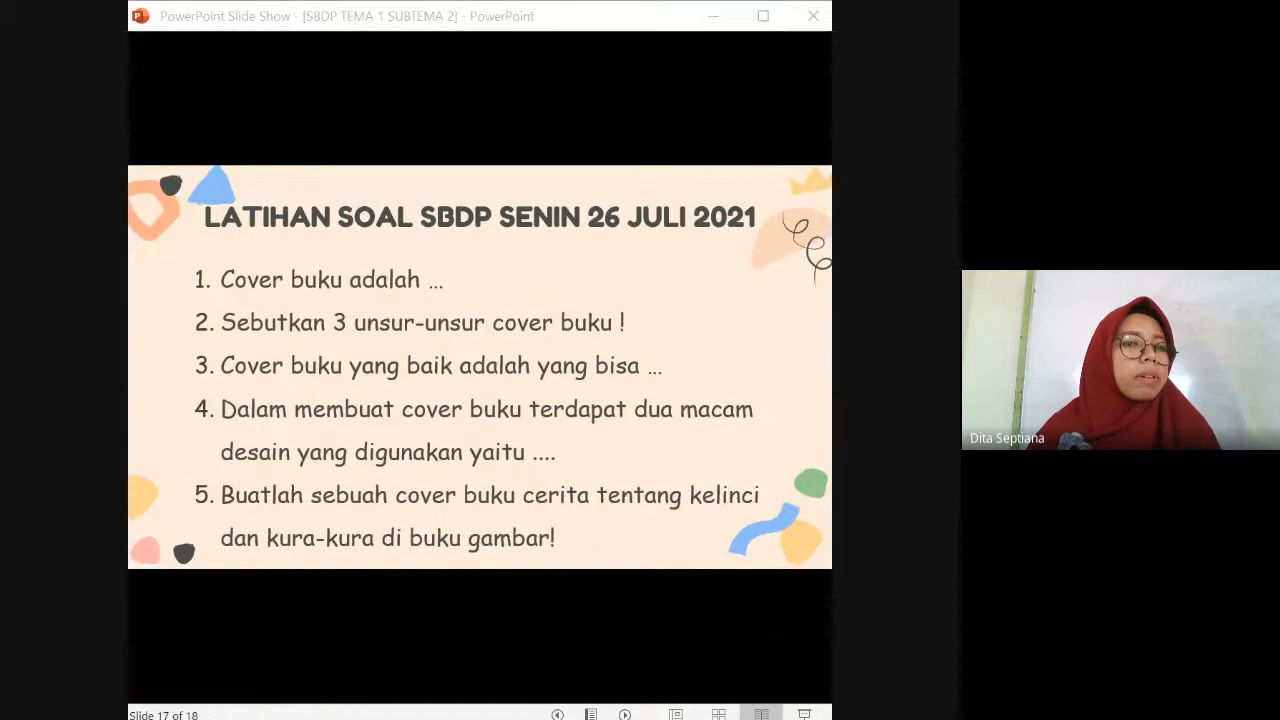 PowerPoint Slide Show - [SBDP TEMA 1 SUBTEMA 2] - PowerPoint
LATIHAN SOAL SBDP SENIN 26 JULI 2021
1. Cover buku adalah ...
2. Sebutkan 3 unsur-unsur cover buku !
3. Cover buku yang baik adalah yang bisa ...
4. Dalam membuat cover buku terdapat dua macam
desain yang digunakan yaitu ....
5. Buatlah sebuah cover buku cerita tentang kelinci
dan kura-kura di buku gambar!
Dita Septiana
Slide 17 of 18